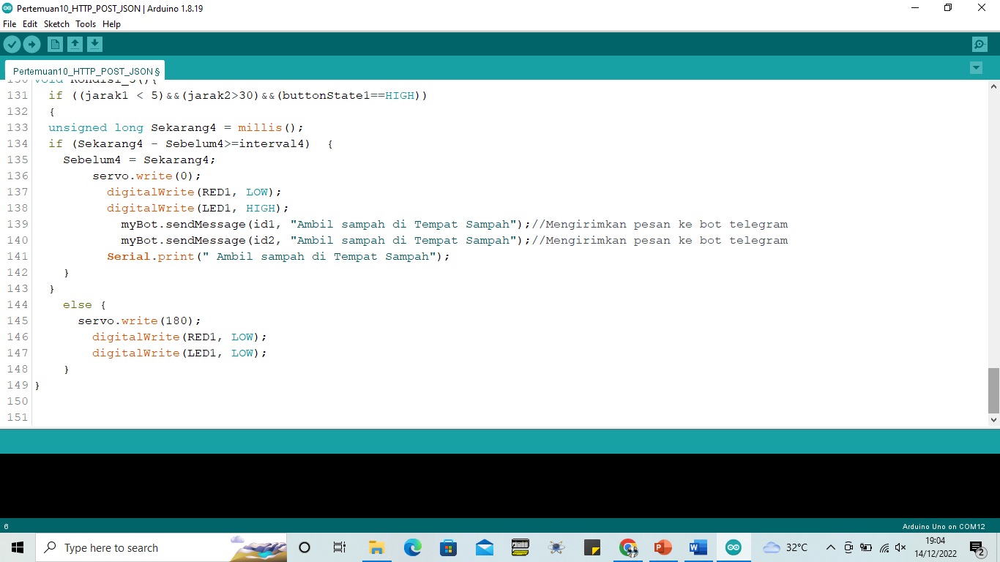 Pertemuan10_HTTP_POST_JSON | Arduino 1.8.19
File Edit Sketch Tools Help
Pertemuan10_HTTP_POST_JSON §
130 void Kondisi_3(){
131 if ((jarak1 < 5)&&(jarak2>30)&&(buttonState1==HIGH))
132 {
133 unsigned long Sekarang4 = millis();
134 if (Sekarang4 - Sebelum4>=interval4) {
135 Sebelum4 = Sekarang4;
136 servo.write(0);
137 digitalWrite(RED1, LOW);
138 digitalWrite(LED1, HIGH);
139 myBot.sendMessage(id1, "Ambil sampah di Tempat Sampah");//Mengirimkan pesan ke bot telegram
140 myBot.sendMessage(id2, "Ambil sampah di Tempat Sampah");//Mengirimkan pesan ke bot telegram
141 Serial.print(" Ambil sampah di Tempat Sampah");
142 }
143 }
144 else {
145 servo.write(180);
146 digitalWrite(RED1, LOW);
147 digitalWrite(LED1, LOW);
148 }
149 }
150
151
6 Arduino Uno on COM12
Type here to search
32°C
19:04
14/12/2022
2